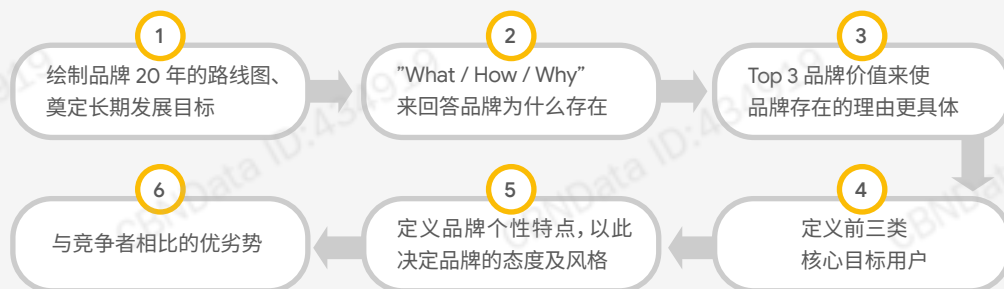 1
绘制品牌 20 年的路线图、
奠定长期发展目标
2
”What / How / Why”
来回答品牌为什么存在
3
Top 3 品牌价值来使
品牌存在的理由更具体
4
定义前三类
核心目标用户
5
定义品牌个性特点，以此
决定品牌的态度及风格
6
与竞争者相比的优劣势
CBNData ID:434919